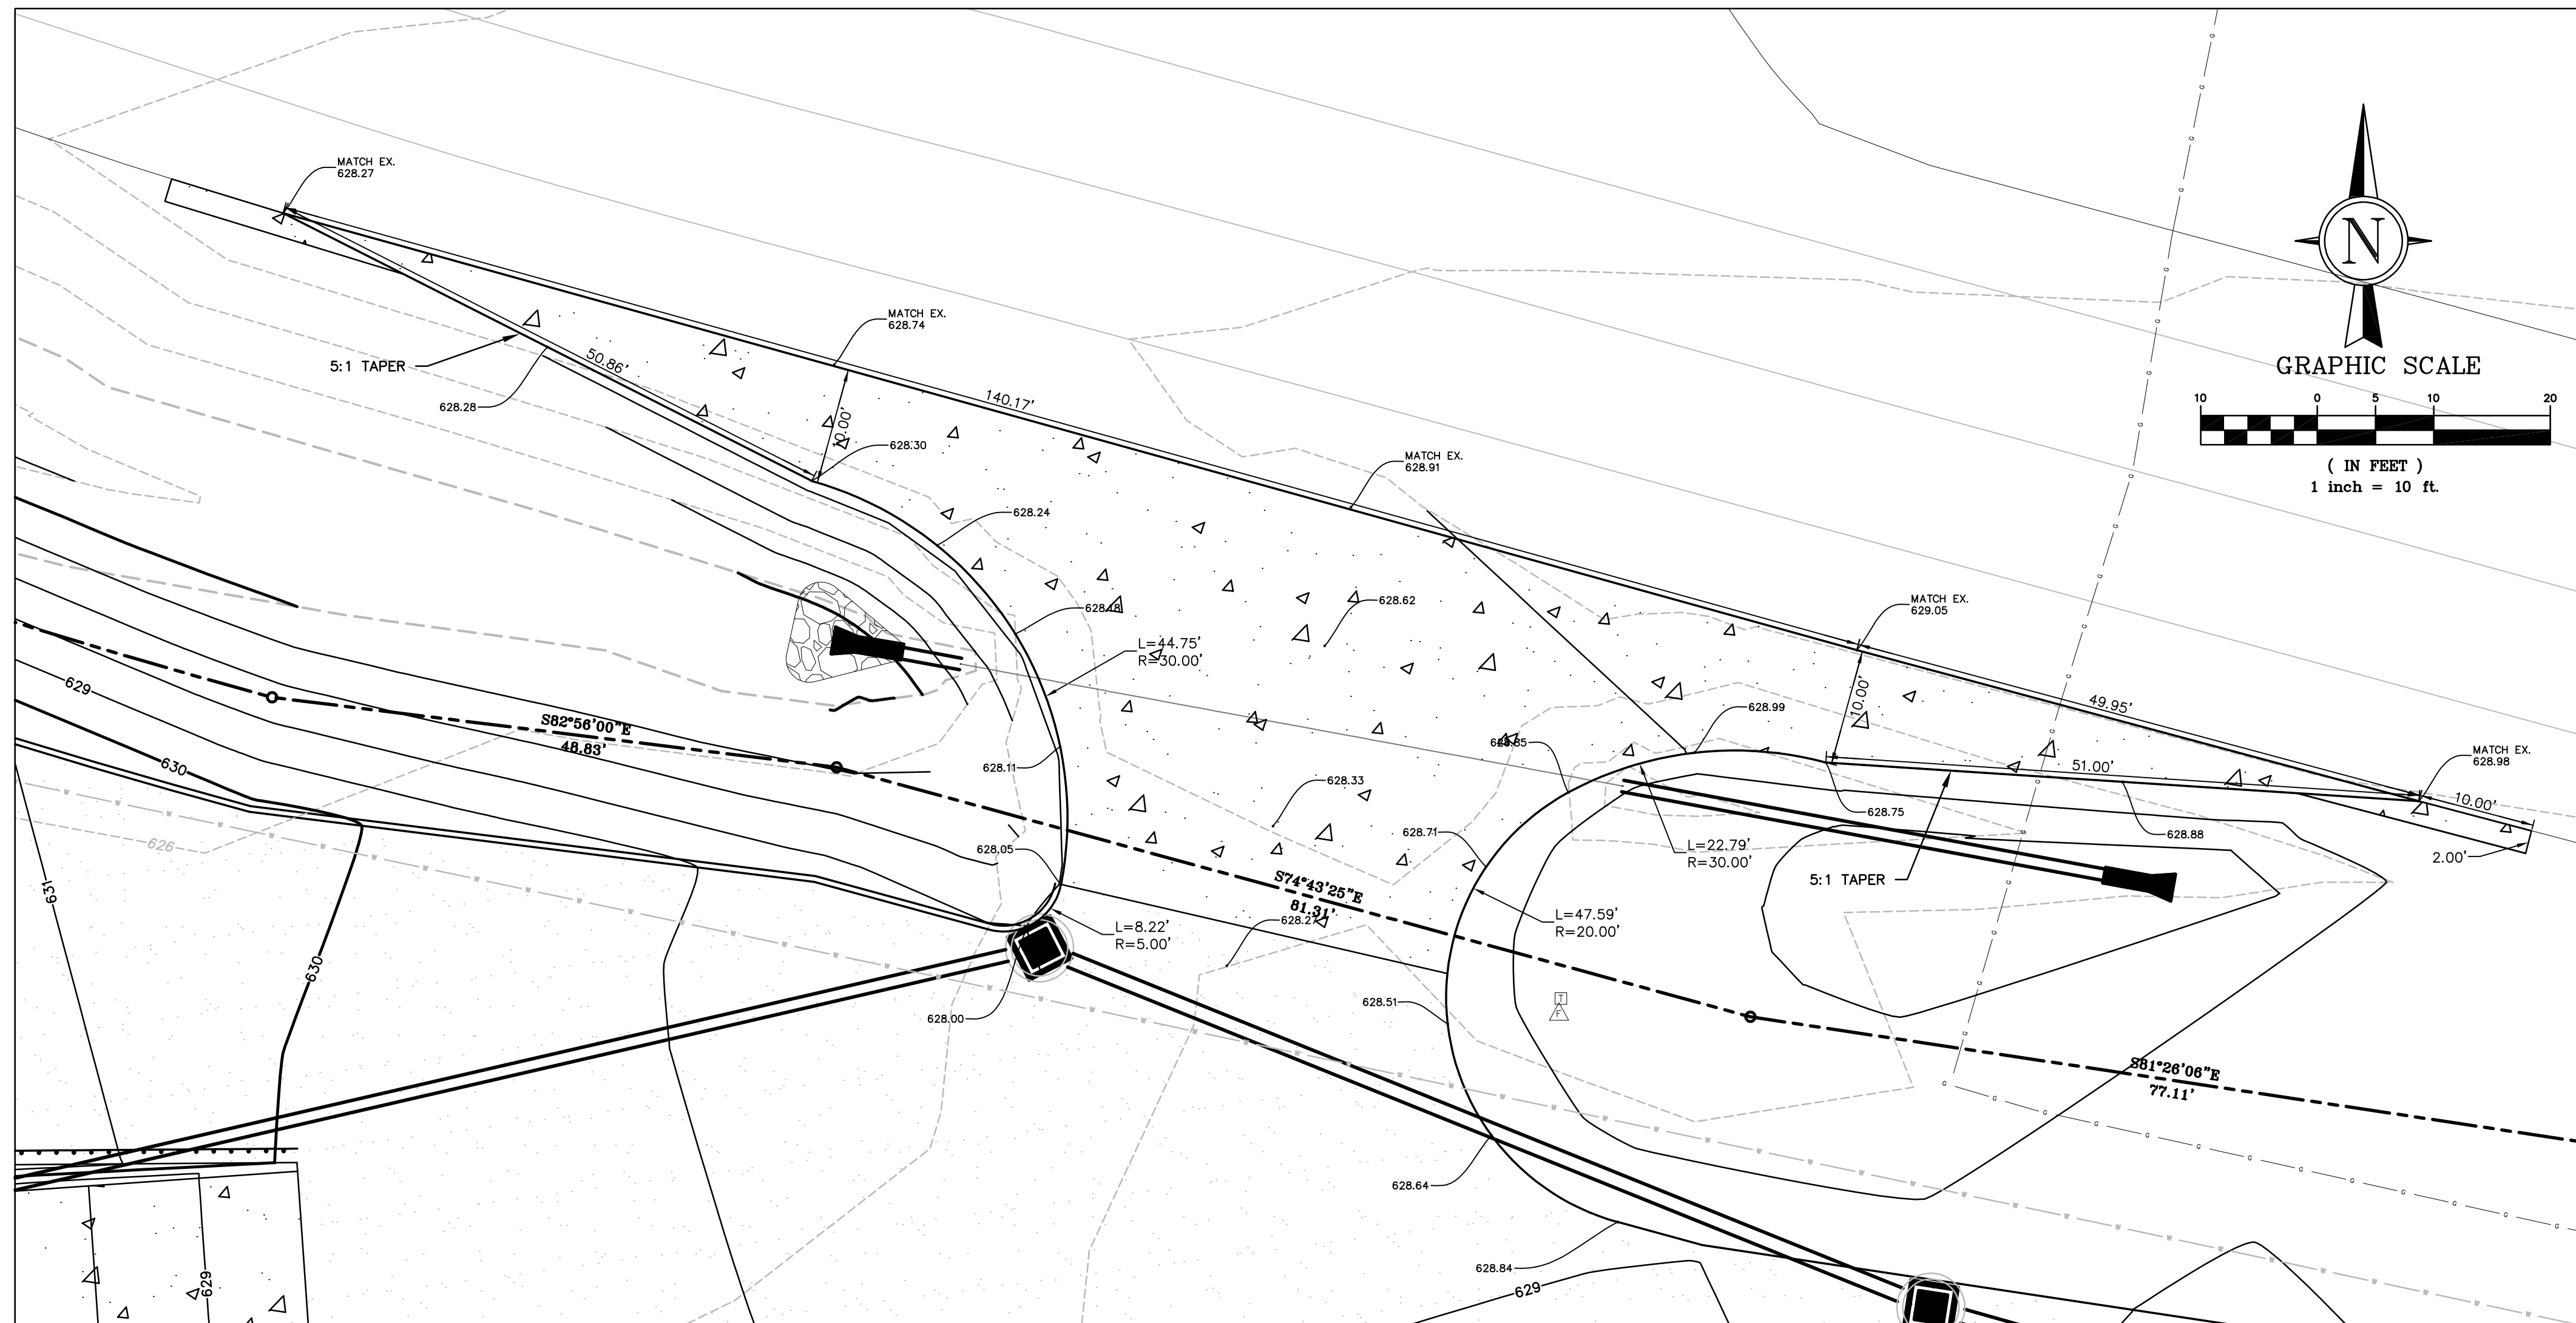 MATCH EX.
628.27
N
GRAPHIC SCALE
10 0 5 10 20
( IN FEET )
1 inch = 10 ft.
MATCH EX.
628.74
5:1 TAPER
50.86'
628.28
140.17'
10.00'
628.30
MATCH EX.
628.91
628.24
628.18
628.62
MATCH EX.
629.05
L=44.75'
R=30.00'
629
S82°56'00"E
48.83'
630
10.00'
49.95'
628.99
628.85
MATCH EX.
628.98
51.00'
628.11
628.33
10.00'
628.75
628.88
628.71
626
628.05
L=22.79'
R=30.00'
2.00'
5:1 TAPER
631
S74°43'25"E
81.31'
628.27
L=8.22'
R=5.00'
L=47.59'
R=20.00'
630
628.00
628.51
T
F
S81°26'06"E
77.11'
628.64
628.84
629
629
G